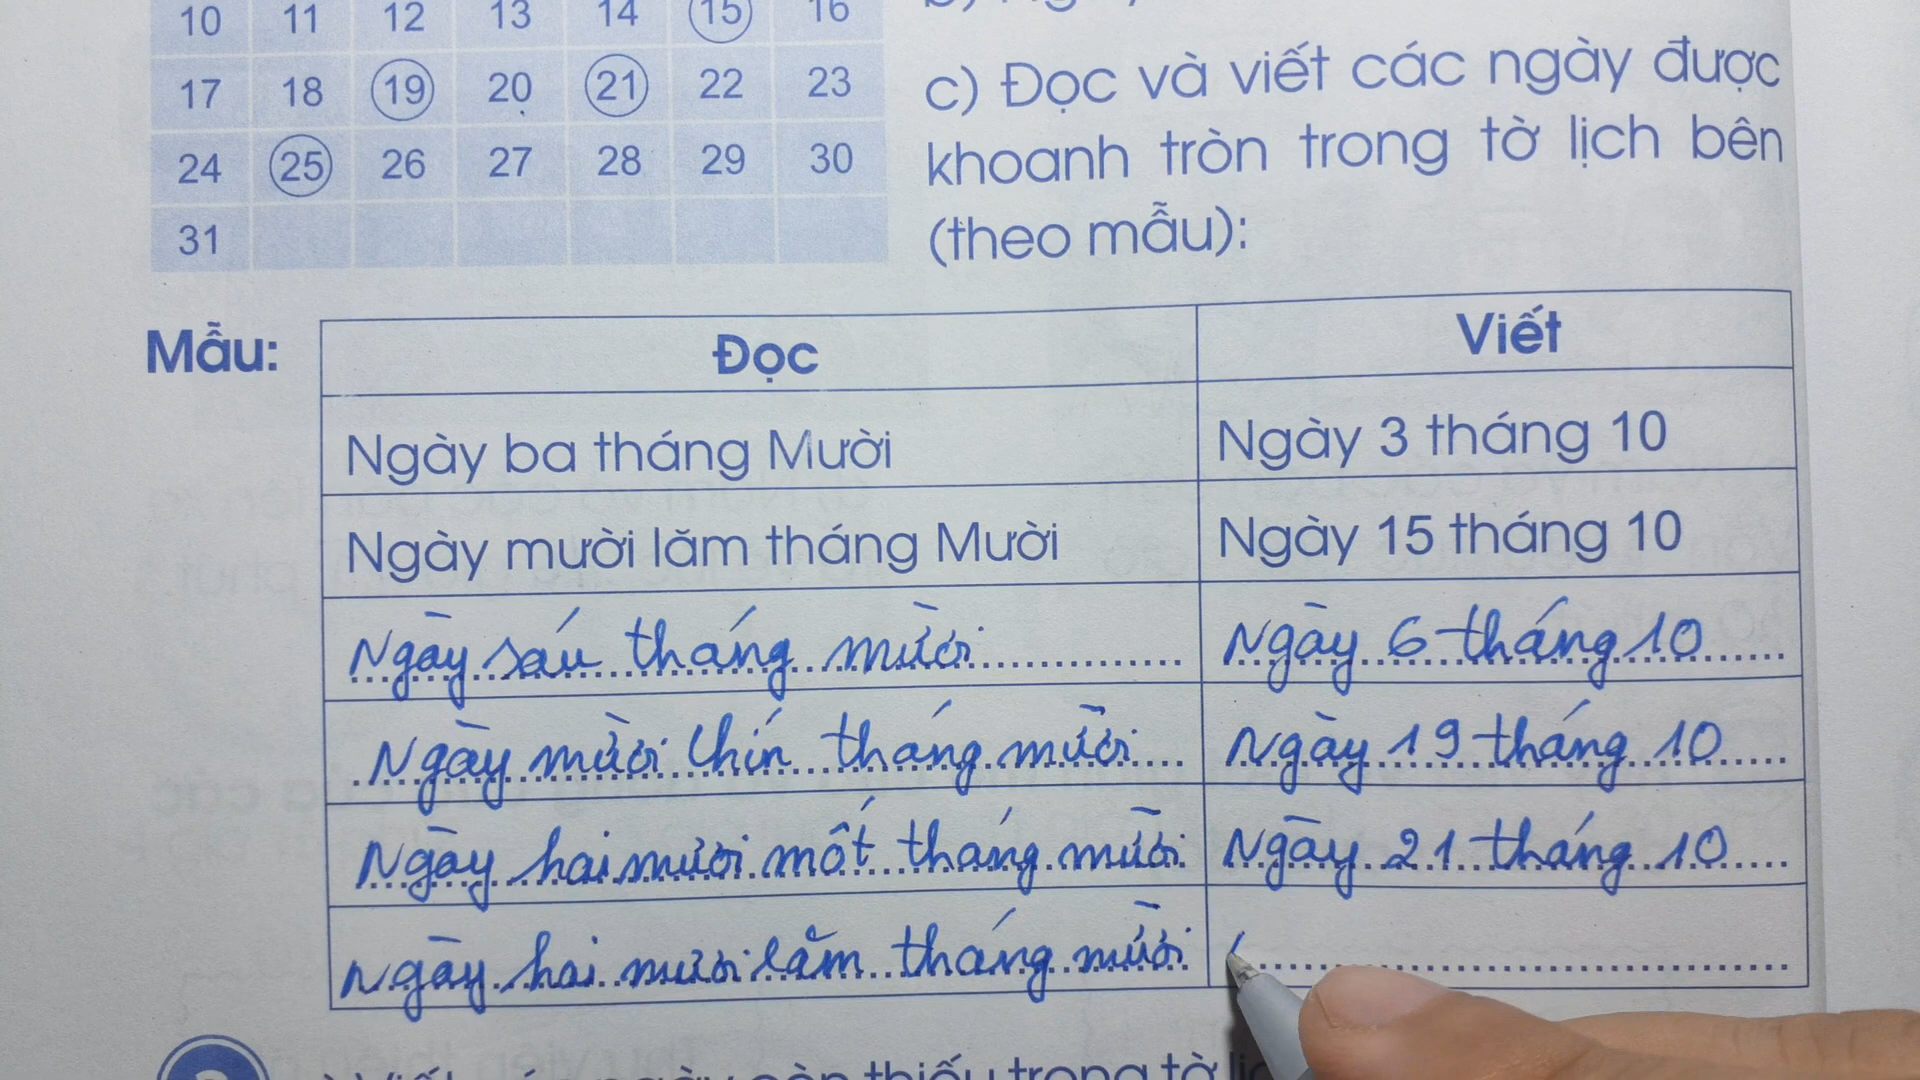 10 11 12 13 14 15 16
c) Đọc và viết các ngày được
17 18 19 20 21 22 23
khoanh tròn trong tờ lịch bên
24 25 26 27 28 29 30
(theo mẫu):
31
Mẫu: Đọc Viết
Ngày ba tháng Mười Ngày 3 tháng 10
Ngày mười lăm tháng Mười Ngày 15 tháng 10
Ngày sáu tháng mười Ngày 6 tháng 10
Ngày mười chín tháng mười Ngày 19 tháng 10
Ngày hai mươi mốt tháng mười Ngày 21 tháng 10
Ngày hai mươi lăm tháng mười
còn thiếu trong tờ